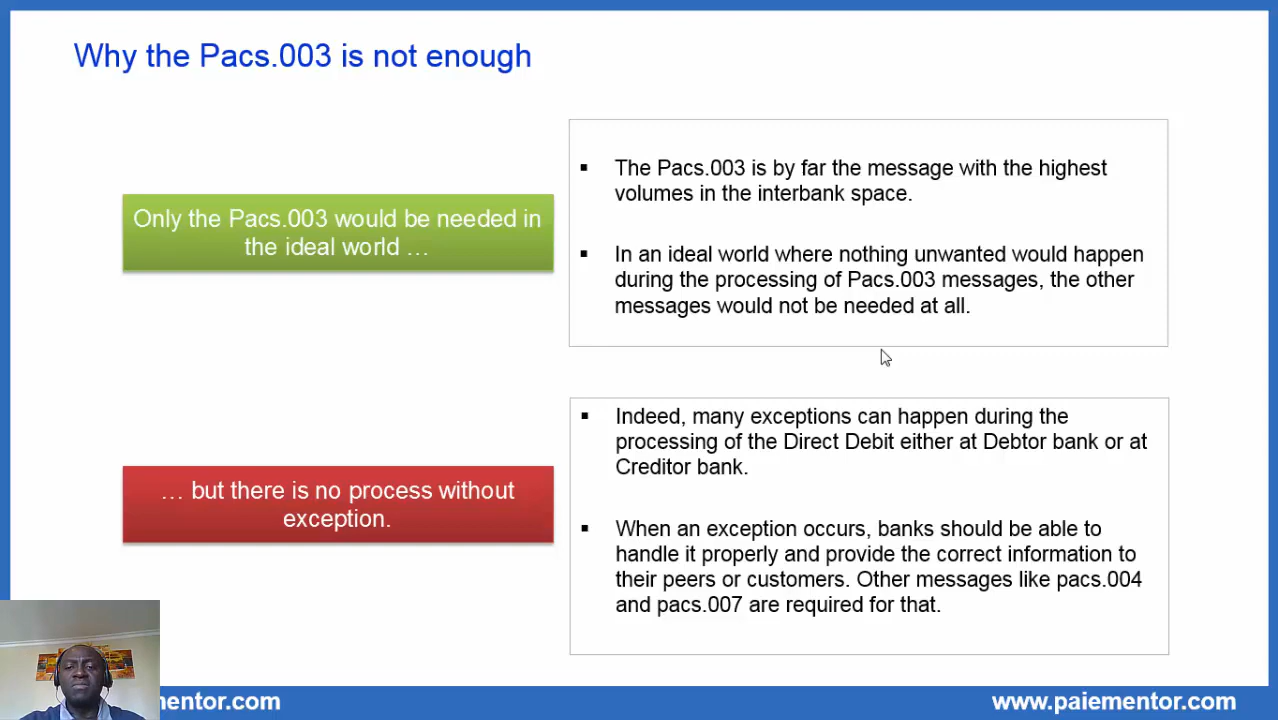 Why the Pacs.003 is not enough
Only the Pacs.003 would be needed in
the ideal world …
▪ The Pacs.003 is by far the message with the highest
volumes in the interbank space.
▪ In an ideal world where nothing unwanted would happen
during the processing of Pacs.003 messages, the other
messages would not be needed at all.
… but there is no process without
exception.
▪ Indeed, many exceptions can happen during the
processing of the Direct Debit either at Debtor bank or at
Creditor bank.
▪ When an exception occurs, banks should be able to
handle it properly and provide the correct information to
their peers or customers. Other messages like pacs.004
and pacs.007 are required for that.
mentor.com
www.paiementor.com